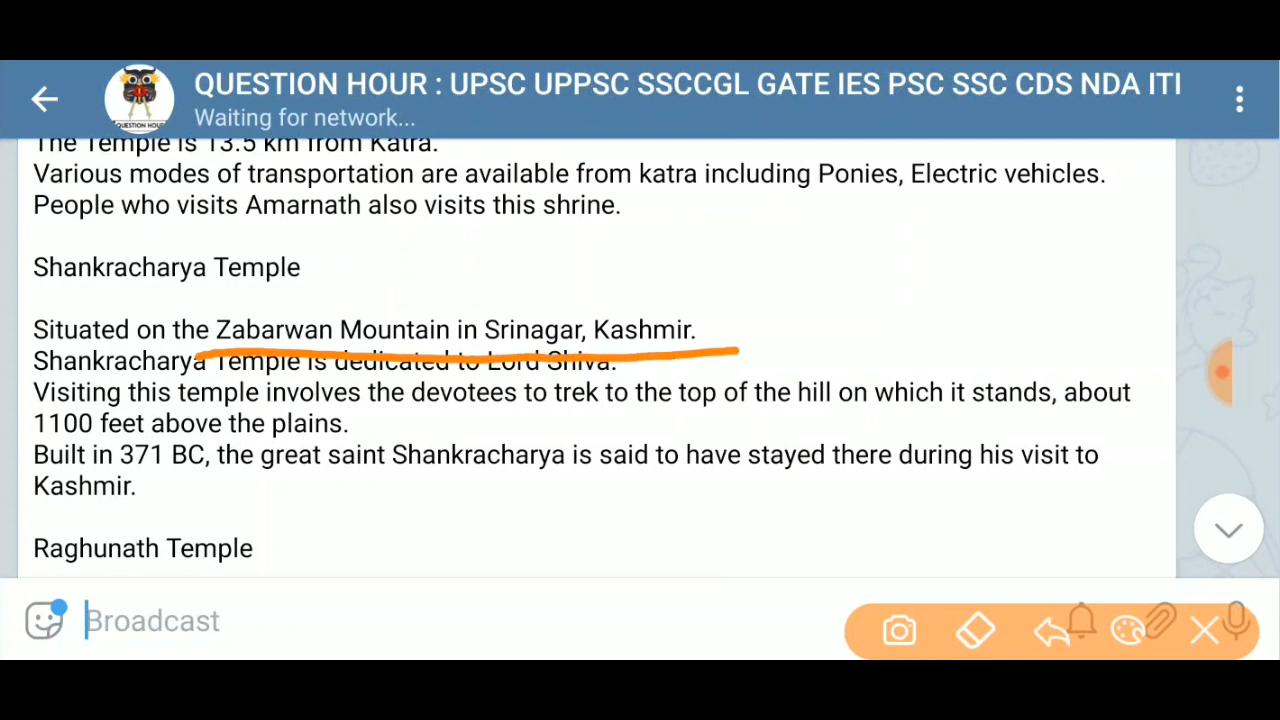 QUESTION HOUR : UPSC UPPSC SSCCGL GATE IES PSC SSC CDS NDA ITI
Waiting for network...
QUESTION HOUR
The Temple is 13.5 km from Katra.
Various modes of transportation are available from katra including Ponies, Electric vehicles.
People who visits Amarnath also visits this shrine.
Shankracharya Temple
Situated on the Zabarwan Mountain in Srinagar, Kashmir.
Shankracharya Temple is dedicated to Lord Shiva.
Visiting this temple involves the devotees to trek to the top of the hill on which it stands, about
1100 feet above the plains.
Built in 371 BC, the great saint Shankracharya is said to have stayed there during his visit to
Kashmir.
Raghunath Temple
Broadcast